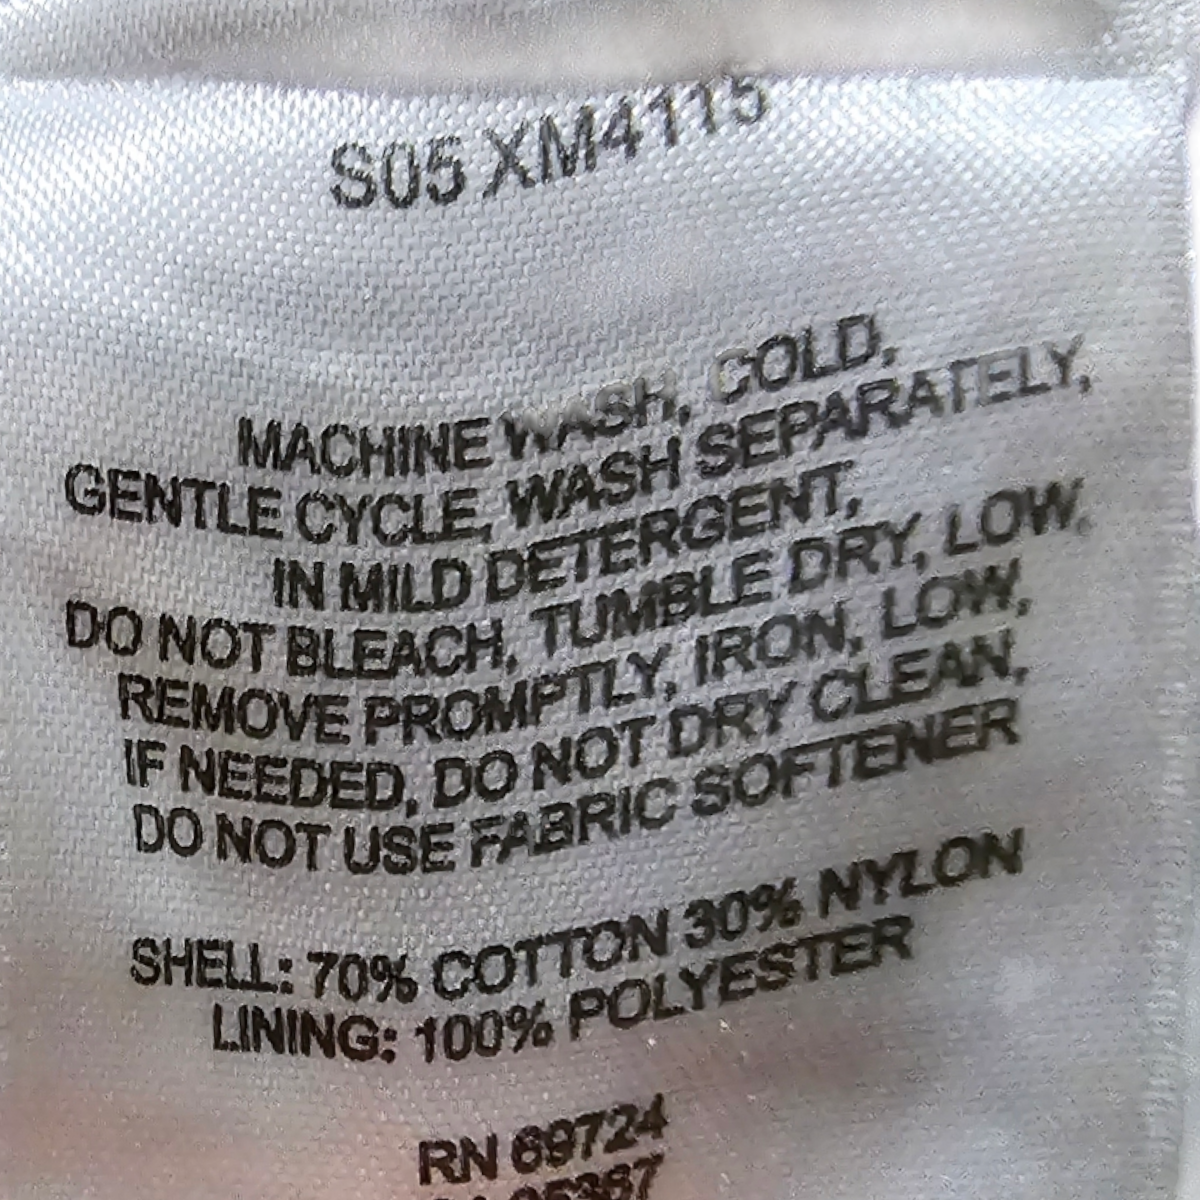 S05 XM4115
MACHINE WASH, COLD,
GENTLE CYCLE, WASH SEPARATELY,
IN MILD DETERGENT,
DO NOT BLEACH, TUMBLE DRY, LOW,
REMOVE PROMPTLY, IRON, LOW,
IF NEEDED, DO NOT DRY CLEAN,
DO NOT USE FABRIC SOFTENER
SHELL: 70% COTTON 30% NYLON
LINING: 100% POLYESTER
RN 69724